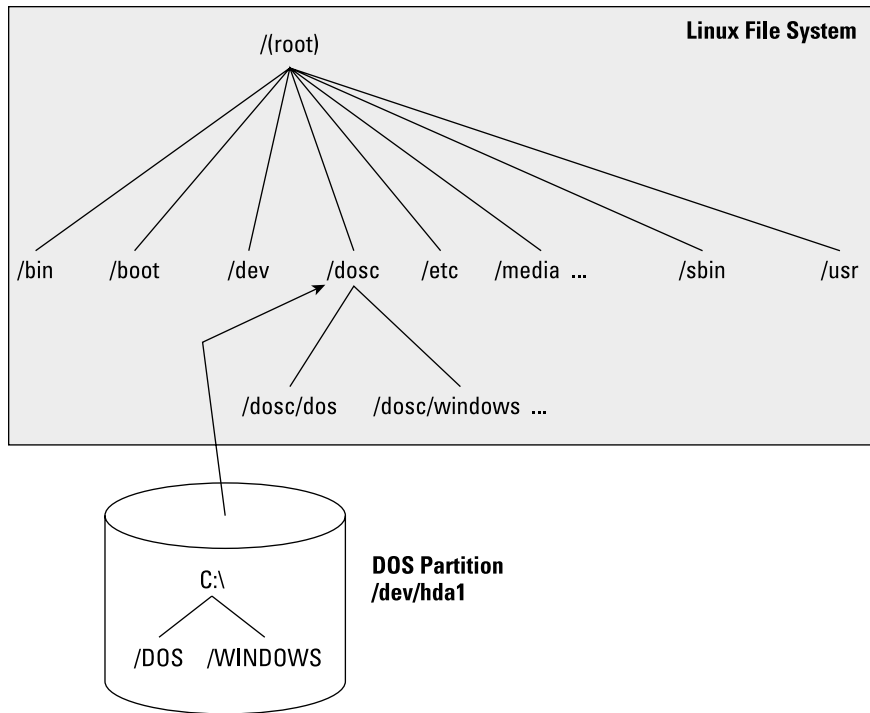 Linux File System
/(root)
/bin /boot /dev /dosc /etc /media ... /sbin /usr
/dosc/dos /dosc/windows ...
DOS Partition
/dev/hda1
C:\
/DOS /WINDOWS